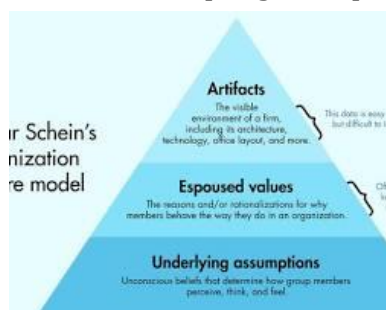 Artifacts
The visible
environment of a firm,
including its architecture,
technology, office layout, and more.
This data is easy
but difficult to
r Schein's
nization
re model
Espoused values
The reasons and/or rationalizations for why
members behave the way they do in an organization.
Underlying assumptions
Unconscious beliefs that determine how group members
perceive, think, and feel.